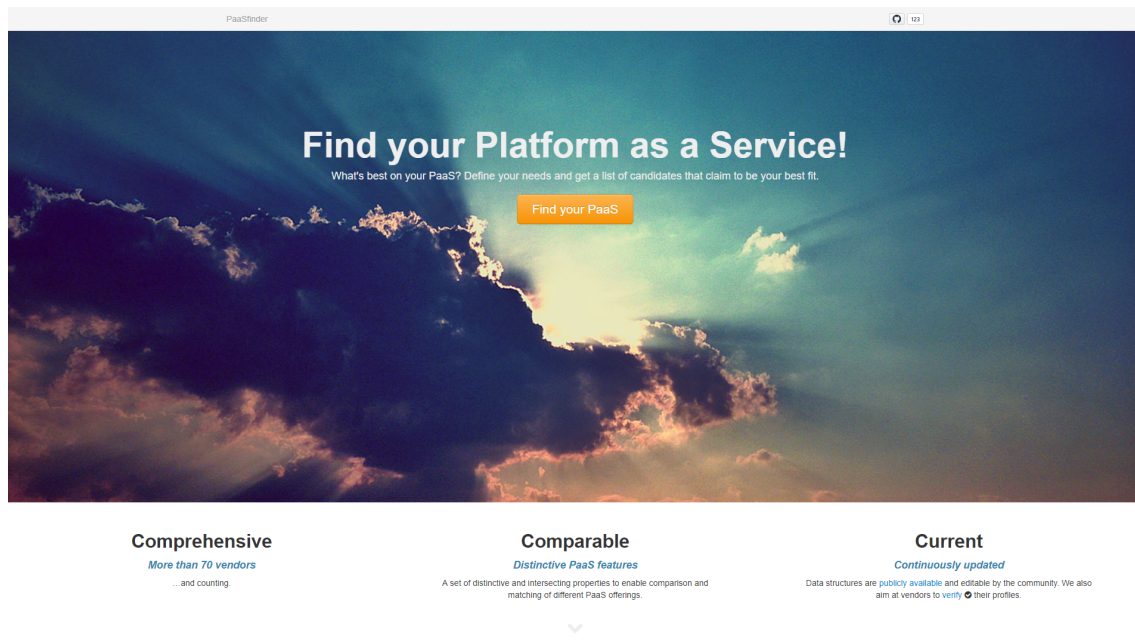 PaaSfinder
123
Find your Platform as a Service!
What's best on your PaaS? Define your needs and get a list of candidates that claim to be your best fit.
Find your PaaS
Comprehensive
More than 70 vendors
...and counting.
Comparable
Distinctive PaaS features
A set of distinctive and intersecting properties to enable comparison and
matching of different PaaS offerings.
Current
Continuously updated
Data structures are publicly available and editable by the community. We also
aim at vendors to verify their profiles.